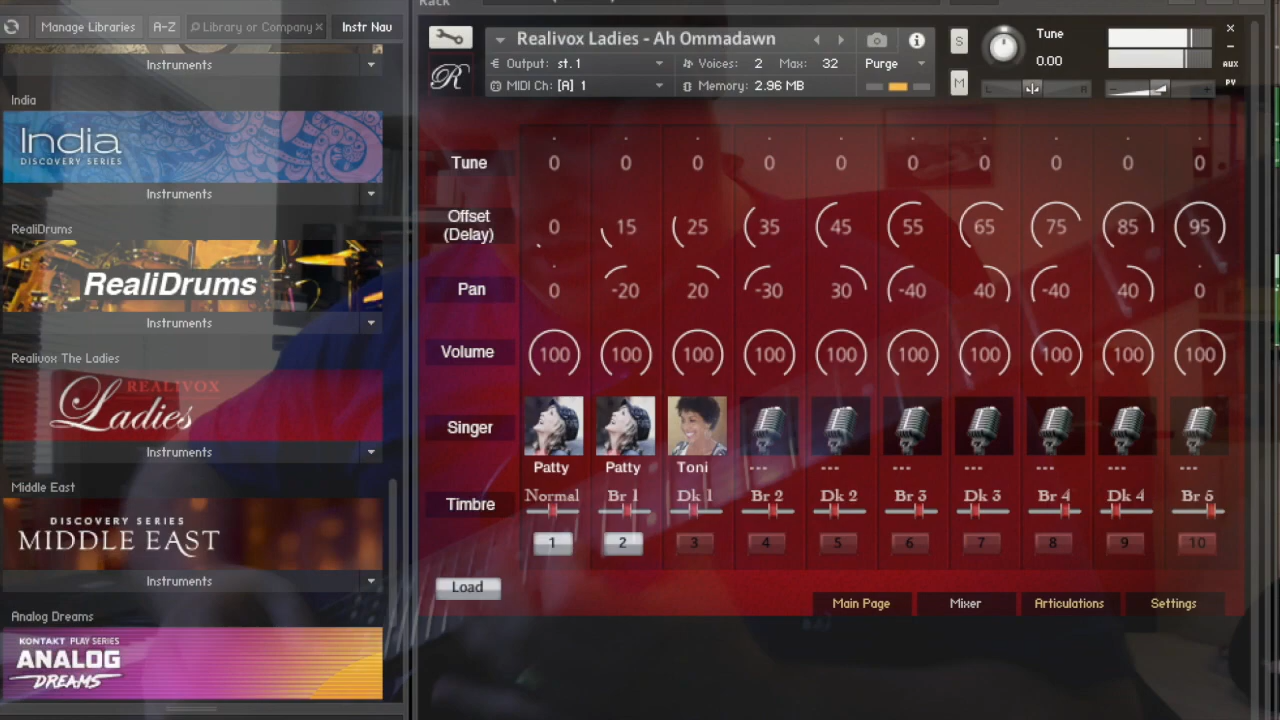 Rack
Manage Libraries
A-Z
Library or Company
Instr Nav
Instruments
India
India
DISCOVERY SERIES
Instruments
RealiDrums
RealiDrums
Instruments
Realivox The Ladies
REALIVOX
Ladies
Instruments
Middle East
DISCOVERY SERIES
MIDDLE EAST
Instruments
Analog Dreams
KONTAKT PLAY SERIES
ANALOG
DREAMS
Realivox Ladies - Ah Ommadawn
Output: st. 1
Voices: 2 Max: 32
Purge
MIDI Ch: [A] 1
Memory: 2.96 MB
R
S
M
Tune
0.00
L R
AUX
PV
Tune 0 0 0 0 0 0 0 0 0 0
Offset
(Delay) 0 15 25 35 45 55 65 75 85 95
Pan 0 -20 20 -30 30 -40 40 -40 40 0
Volume 100 100 100 100 100 100 100 100 100 100
Singer
Patty Patty Toni --- --- --- --- --- --- ---
Timbre Normal Br 1 Dk 1 Br 2 Dk 2 Br 3 Dk 3 Br 4 Dk 4 Br 5
1 2 3 4 5 6 7 8 9 10
Load
Main Page
Mixer
Articulations
Settings